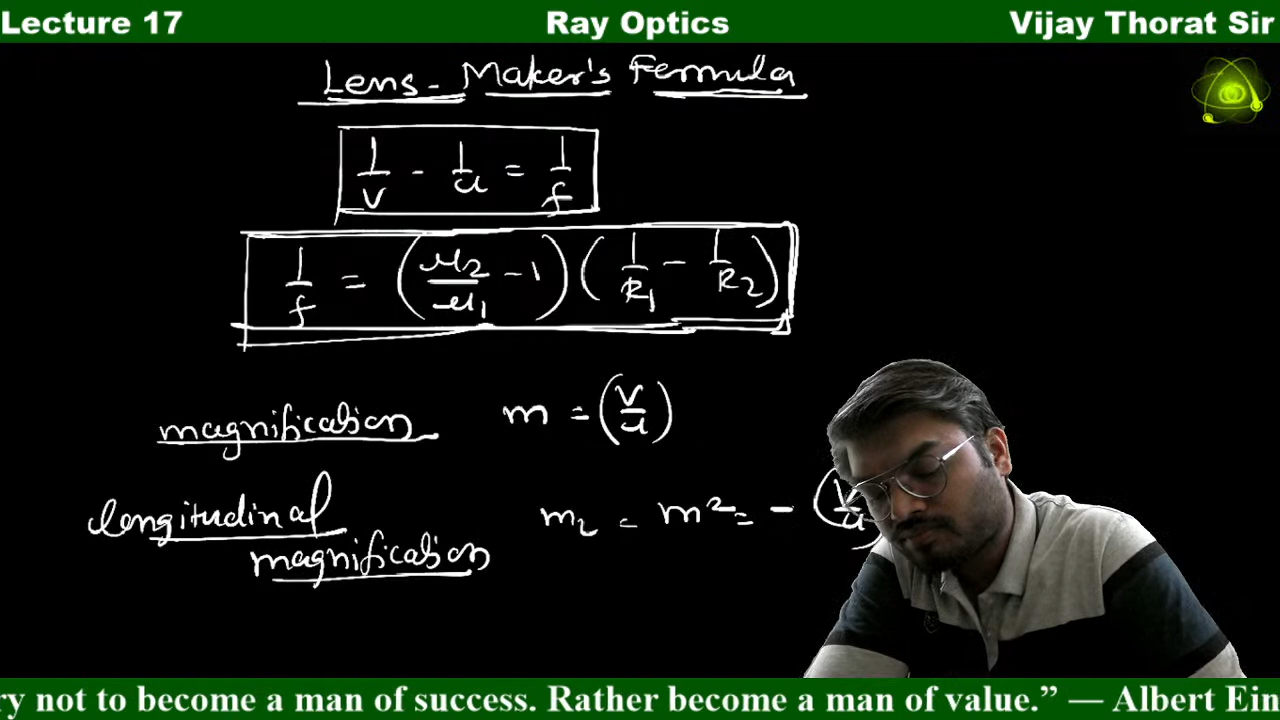 Lecture 17 Ray Optics Vijay Thorat Sir
Lens-Maker's Formula
1/v - 1/u = 1/f
1/f = (μ2/μ1 - 1) (1/R1 - 1/R2)
magnification m = (v/u)
longitudinal m2 = m² = - (
magnification
ry not to become a man of success. Rather become a man of value.” — Albert Ein